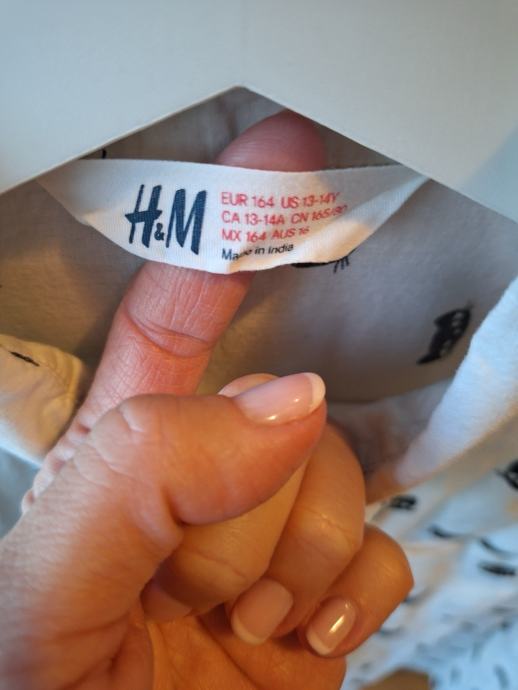 H&M
EUR 164 US 13-14Y
CA 13-14A CN 165/80
MX 164 AUS 16
Made in India